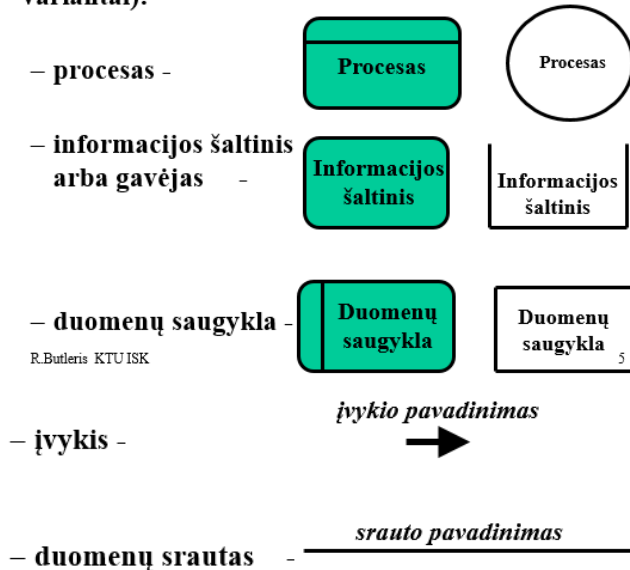 variantai):
– procesas -
Procesas
Procesas
– informacijos šaltinis
arba gavėjas -
Informacijos
šaltinis
Informacijos
šaltinis
– duomenų saugykla -
Duomenų
saugykla
Duomenų
saugykla
R.Butleris KTU ISK
5
įvykio pavadinimas
– įvykis -
srauto pavadinimas
– duomenų srautas -